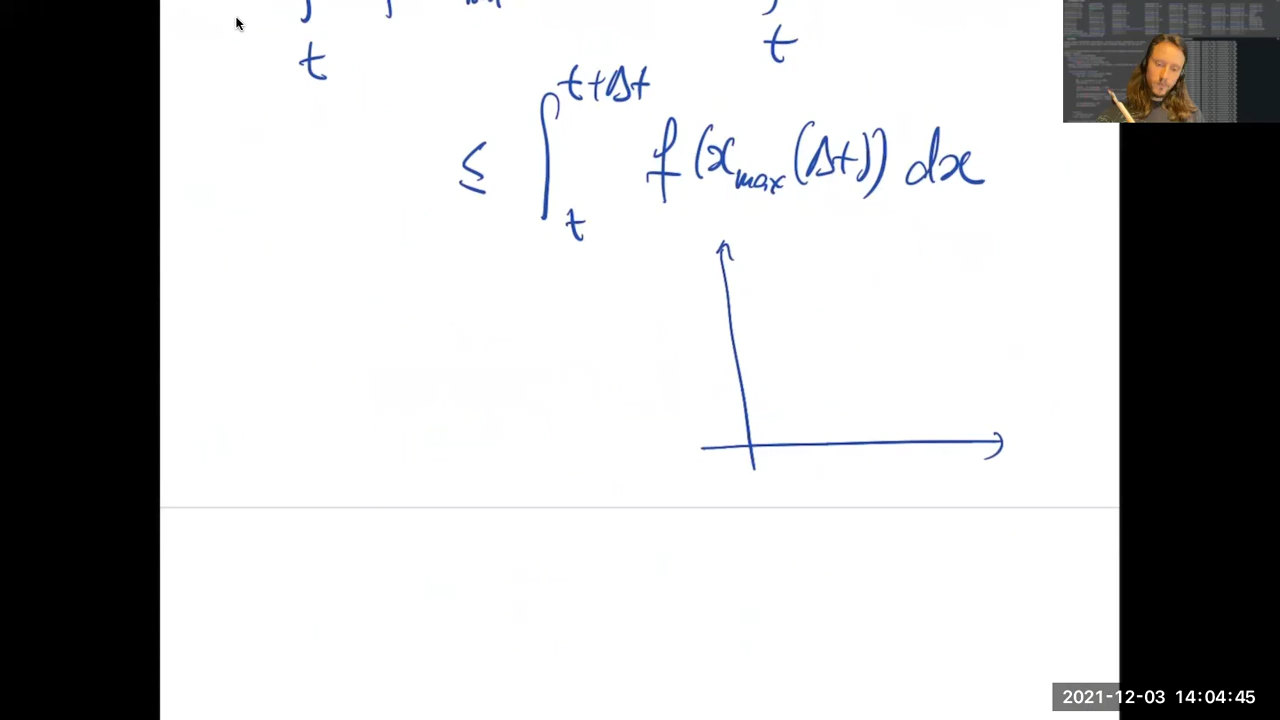 t t
t+Δt
≤ ∫ f(x_max(Δt)) dx
t
2021-12-03 14:04:45